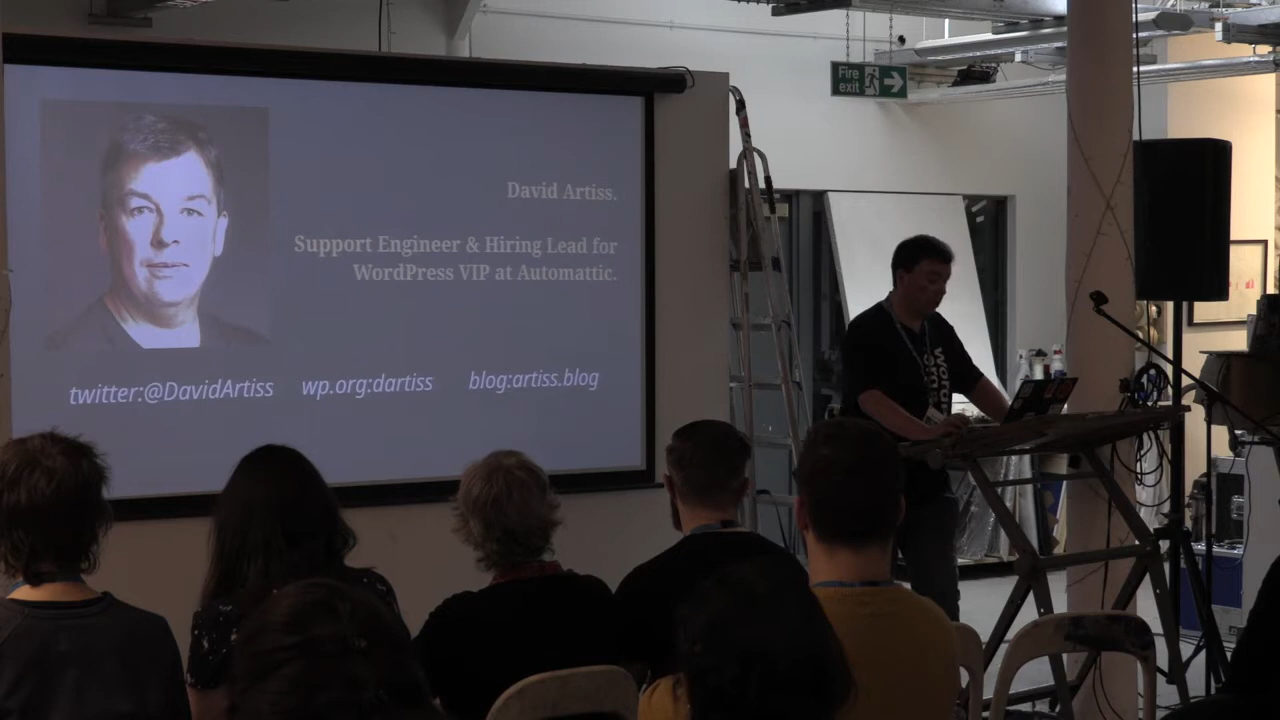 Fire
exit
David Artiss.
Support Engineer & Hiring Lead for
WordPress VIP at Automattic.
twitter:@DavidArtiss wp.org:dartiss blog:artiss.blog